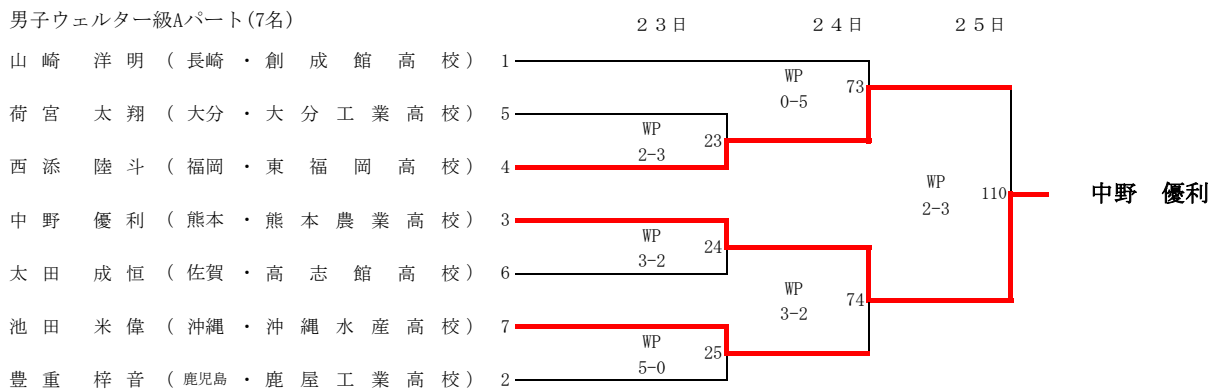 男子ウェルター級Aパート(7名) 23日 24日 25日
山崎 洋明 (長崎・創成館高校) 1
WP 73
0-5
荷宮 太翔 (大分・大分工業高校) 5
WP 23
2-3
西添 陸斗 (福岡・東福岡高校) 4
WP 110 中野 優利
2-3
中野 優利 (熊本・熊本農業高校) 3
WP 24
3-2
太田 成恒 (佐賀・高志館高校) 6
WP 74
3-2
池田 米偉 (沖縄・沖縄水産高校) 7
WP 25
5-0
豊重 梓音 (鹿児島・鹿屋工業高校) 2